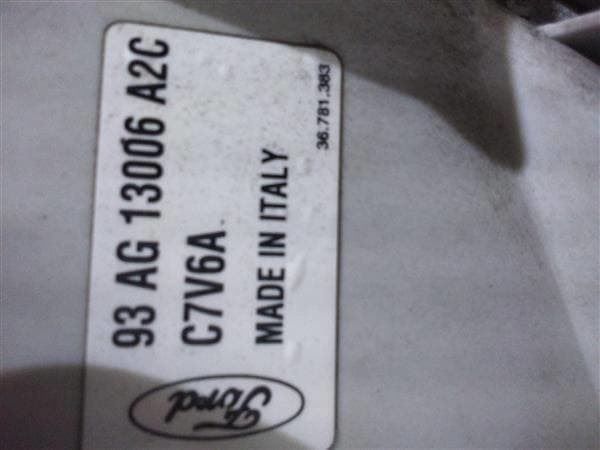 93 AG 13006 A2C
C7V6A
MADE IN ITALY
36.781.383
Ford